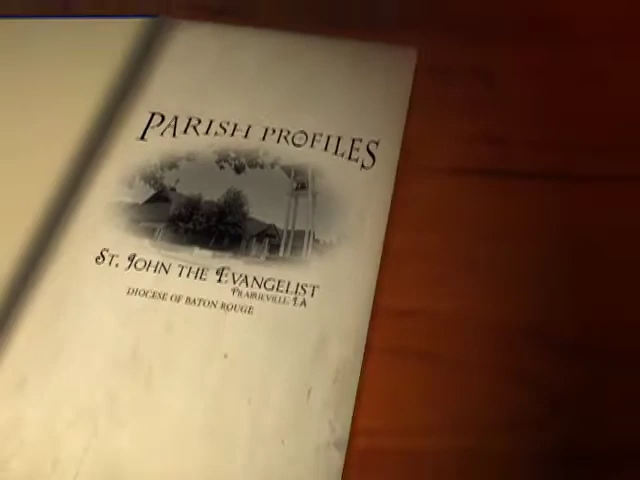 PARISH PROFILES
ST. JOHN THE EVANGELIST
PRAIRIEVILLE, LA
DIOCESE OF BATON ROUGE